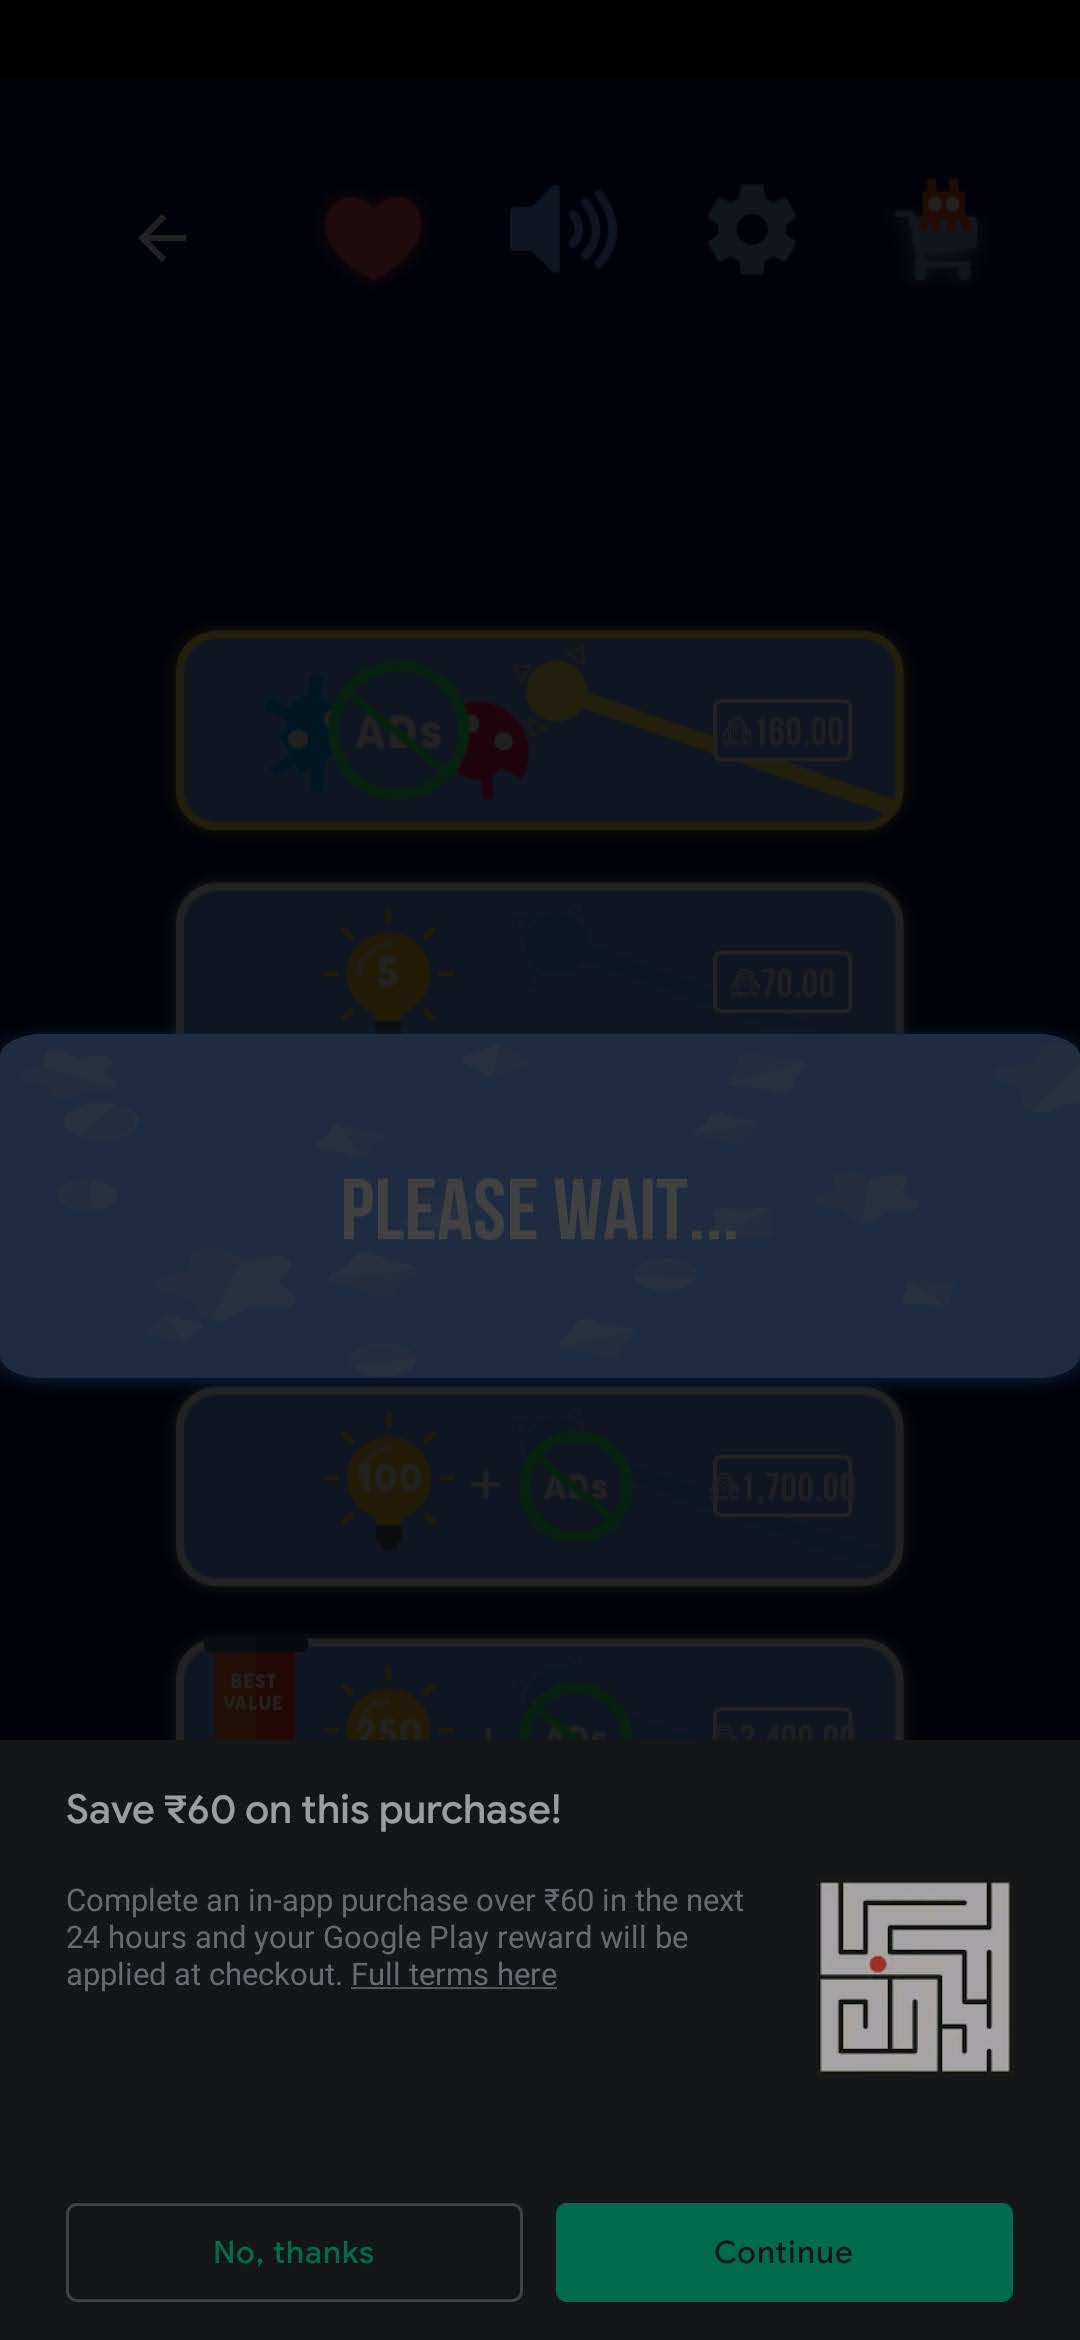 ADs
160.00
5
70.00
PLEASE WAIT...
100
+
ADs
1,700.00
BEST
VALUE
250
ADs
Save ₹60 on this purchase!
Complete an in-app purchase over ₹60 in the next
24 hours and your Google Play reward will be
applied at checkout. Full terms here
No, thanks
Continue